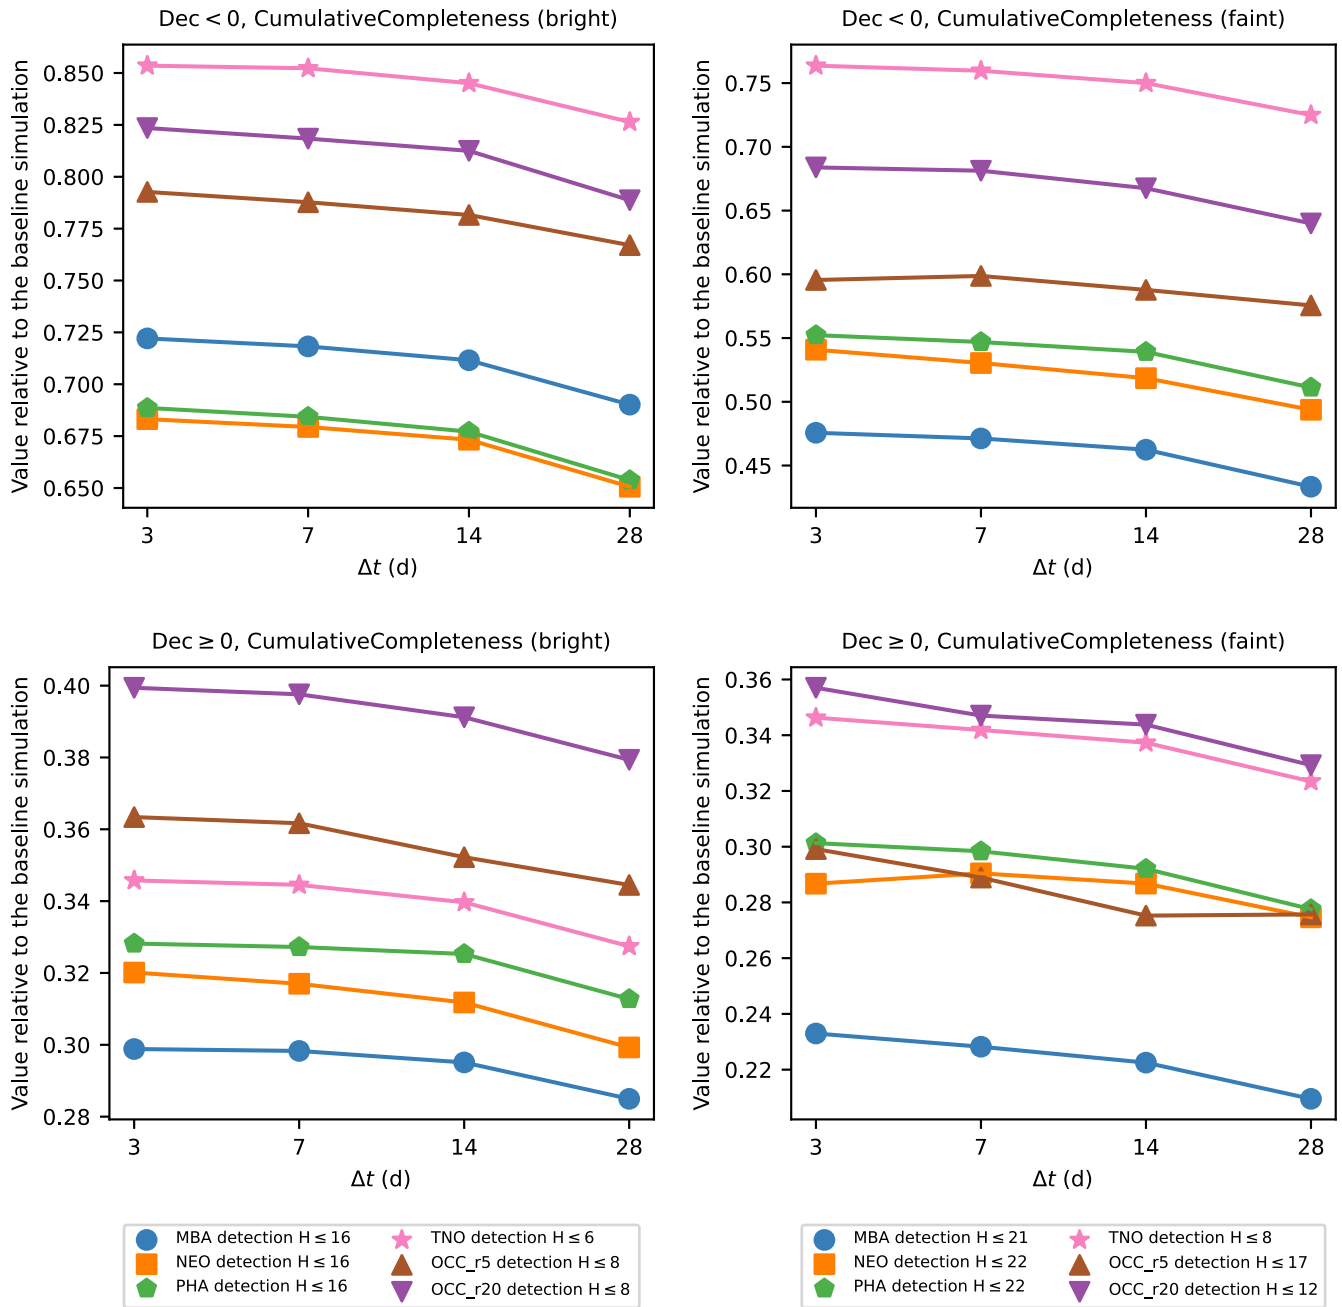 Dec < 0, CumulativeCompleteness (bright)
Value relative to the baseline simulation
0.850
0.825
0.800
0.775
0.750
0.725
0.700
0.675
0.650
3 7 14 28
Δt (d)
Dec < 0, CumulativeCompleteness (faint)
Value relative to the baseline simulation
0.75
0.70
0.65
0.60
0.55
0.50
0.45
3 7 14 28
Δt (d)
Dec ≥ 0, CumulativeCompleteness (bright)
Value relative to the baseline simulation
0.40
0.38
0.36
0.34
0.32
0.30
0.28
3 7 14 28
Δt (d)
Dec ≥ 0, CumulativeCompleteness (faint)
Value relative to the baseline simulation
0.36
0.34
0.32
0.30
0.28
0.26
0.24
0.22
3 7 14 28
Δt (d)
MBA detection H ≤ 16
NEO detection H ≤ 16
PHA detection H ≤ 16
TNO detection H ≤ 6
OCC_r5 detection H ≤ 8
OCC_r20 detection H ≤ 8
MBA detection H ≤ 21
NEO detection H ≤ 22
PHA detection H ≤ 22
TNO detection H ≤ 8
OCC_r5 detection H ≤ 17
OCC_r20 detection H ≤ 12